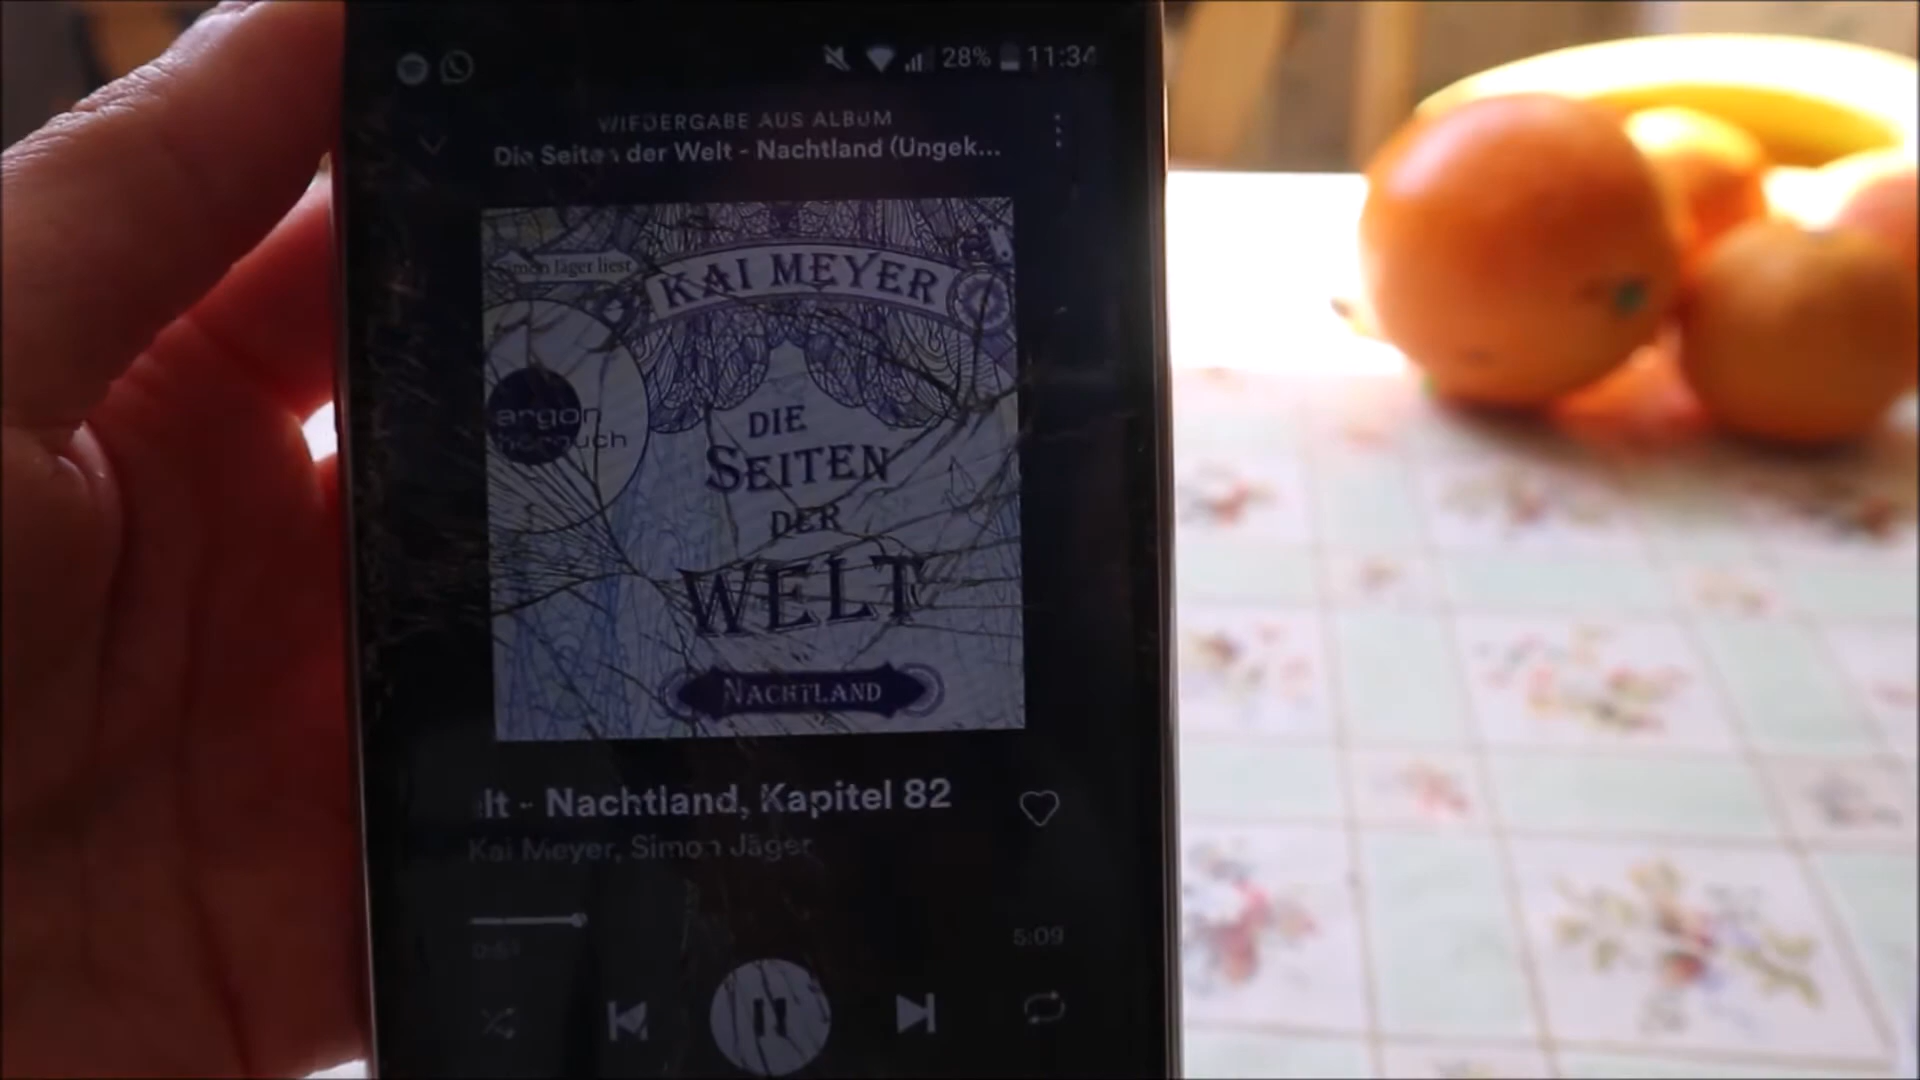 28% 11:34
WIEDERGABE AUS ALBUM
Die Seiten der Welt - Nachtland (Ungek...
Simon Jäger liest
KAI MEYER
argon
hörbuch
DIE
SEITEN
DER
WELT
NACHTLAND
lt - Nachtland, Kapitel 82
Kai Meyer, Simon Jäger
5:09